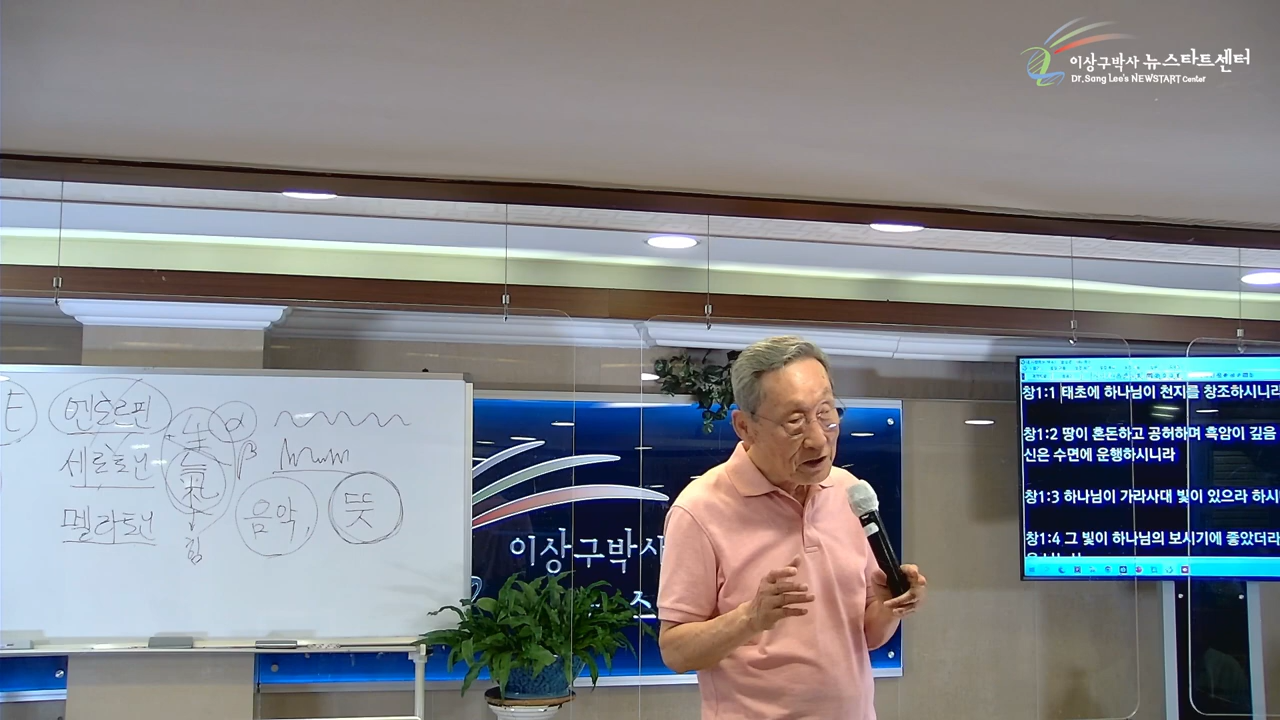 이상구박사 뉴스타트센터
Dr. Sang Lee's NEWSTART Center
E
엔돌핀
세로토닌
멜라토닌
生氣
힘
α
β
음악,
뜻
이상구박사
창1:1 태초에 하나님이 천지를 창조하시니라
창1:2 땅이 혼돈하고 공허하며 흑암이 깊음
신은 수면에 운행하시니라
창1:3 하나님이 가라사대 빛이 있으라 하시
창1:4 그 빛이 하나님의 보시기에 좋았더라